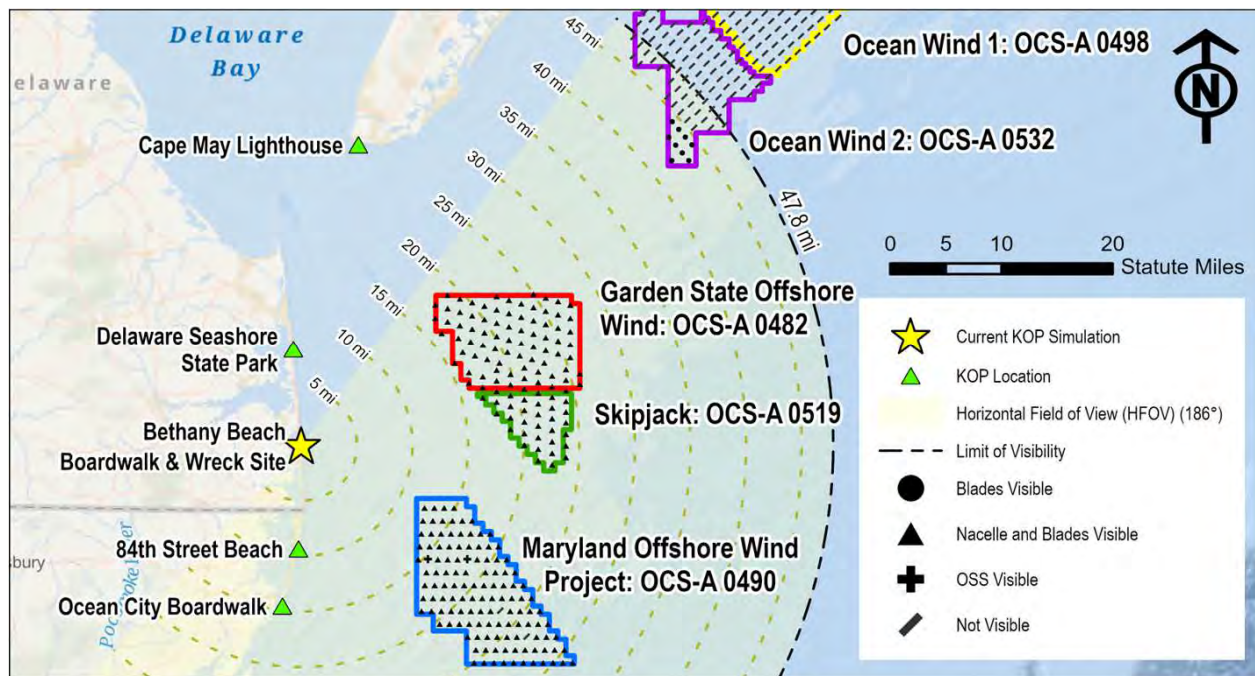 Delaware
Bay
elaware
Cape May Lighthouse
Delaware Seashore
State Park
Bethany Beach
Boardwalk & Wreck Site
84th Street Beach
Ocean City Boardwalk
sbury
5 mi
10 mi
15 mi
20 mi
25 mi
30 mi
35 mi
40 mi
45 mi
47.8 mi
Ocean Wind 1: OCS-A 0498
Ocean Wind 2: OCS-A 0532
Garden State Offshore
Wind: OCS-A 0482
Skipjack: OCS-A 0519
Maryland Offshore Wind
Project: OCS-A 0490
N
0 5 10 20
Statute Miles
Current KOP Simulation
KOP Location
Horizontal Field of View (HFOV) (186°)
Limit of Visibility
Blades Visible
Nacelle and Blades Visible
OSS Visible
Not Visible